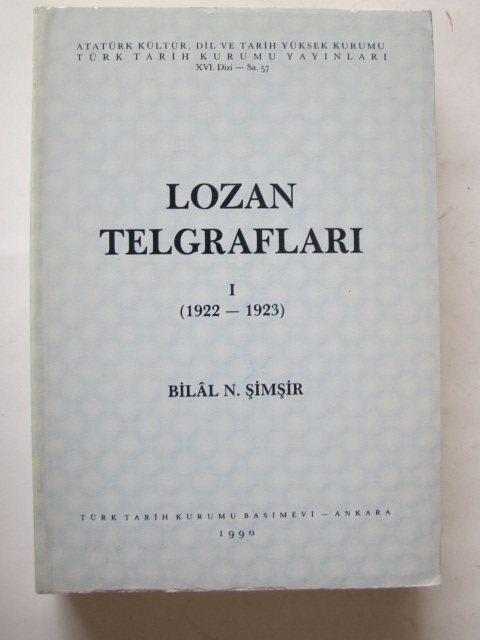 ATATÜRK KÜLTÜR, DİL VE TARİH YÜKSEK KURUMU
TÜRK TARİH KURUMU YAYINLARI
XVI. Dizi — Sa. 57
LOZAN
TELGRAFLARI
I
(1922 — 1923)
BİLÂL N. ŞİMŞİR
TÜRK TARİH KURUMU BASIMEVİ — ANKARA
1990